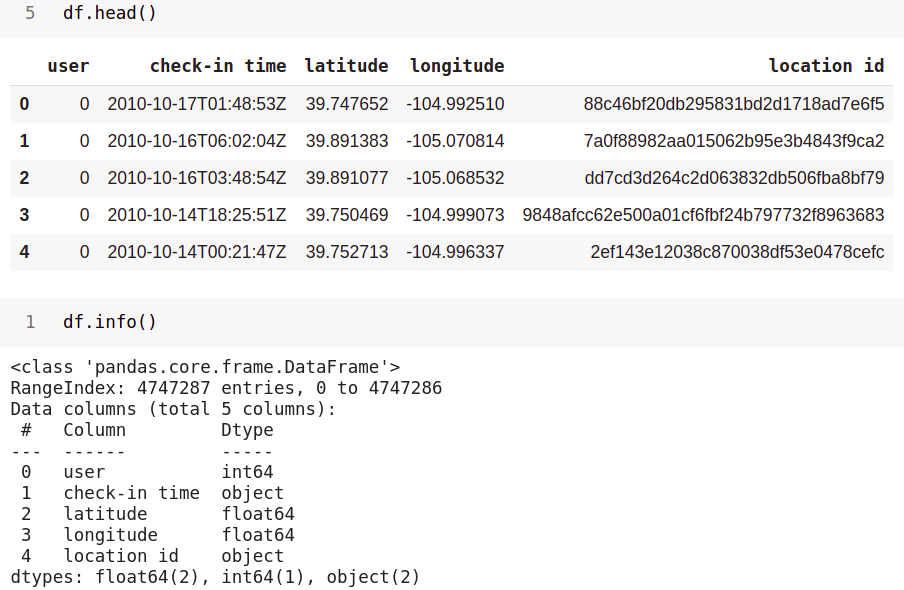 5 df.head()
user check-in time latitude longitude location id
0 0 2010-10-17T01:48:53Z 39.747652 -104.992510 88c46bf20db295831bd2d1718ad7e6f5
1 0 2010-10-16T06:02:04Z 39.891383 -105.070814 7a0f88982aa015062b95e3b4843f9ca2
2 0 2010-10-16T03:48:54Z 39.891077 -105.068532 dd7cd3d264c2d063832db506fba8bf79
3 0 2010-10-14T18:25:51Z 39.750469 -104.999073 9848afcc62e500a01cf6fbf24b797732f8963683
4 0 2010-10-14T00:21:47Z 39.752713 -104.996337 2ef143e12038c870038df53e0478cefc
1 df.info()
<class 'pandas.core.frame.DataFrame'>
RangeIndex: 4747287 entries, 0 to 4747286
Data columns (total 5 columns):
# Column Dtype
--- ------ -----
0 user int64
1 check-in time object
2 latitude float64
3 longitude float64
4 location id object
dtypes: float64(2), int64(1), object(2)